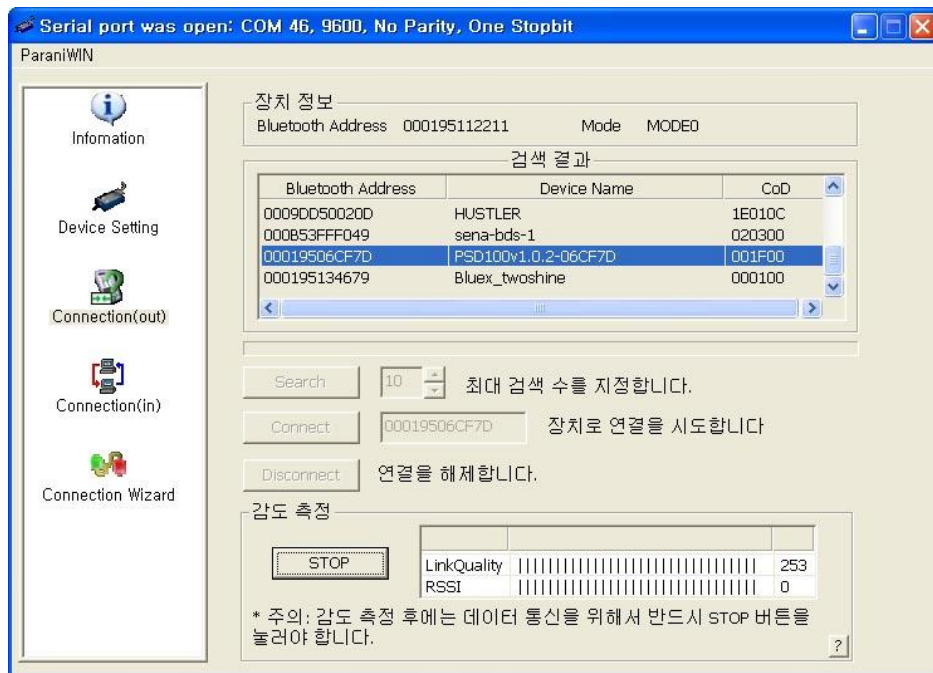 Serial port was open: COM 46, 9600, No Parity, One Stopbit
ParaniWIN
Infomation
Device Setting
Connection(out)
Connection(in)
Connection Wizard
장치 정보
Bluetooth Address 000195112211 Mode MODE0
검색 결과
Bluetooth Address Device Name CoD
0009DD50020D HUSTLER 1E010C
000B53FFF049 sena-bds-1 020300
00019506CF7D PSD100v1.0.2-06CF7D 001F00
000195134679 Bluex_twoshine 000100
Search 10 최대 검색 수를 지정합니다.
Connect 00019506CF7D 장치로 연결을 시도합니다
Disconnect 연결을 해제합니다.
감도 측정
STOP
LinkQuality |||||||||||||||||||||||||||||| 253
RSSI |||||||||||||||||||||||||||||| 0
* 주의: 감도 측정 후에는 데이터 통신을 위해서 반드시 STOP 버튼을
눌러야 합니다.
?